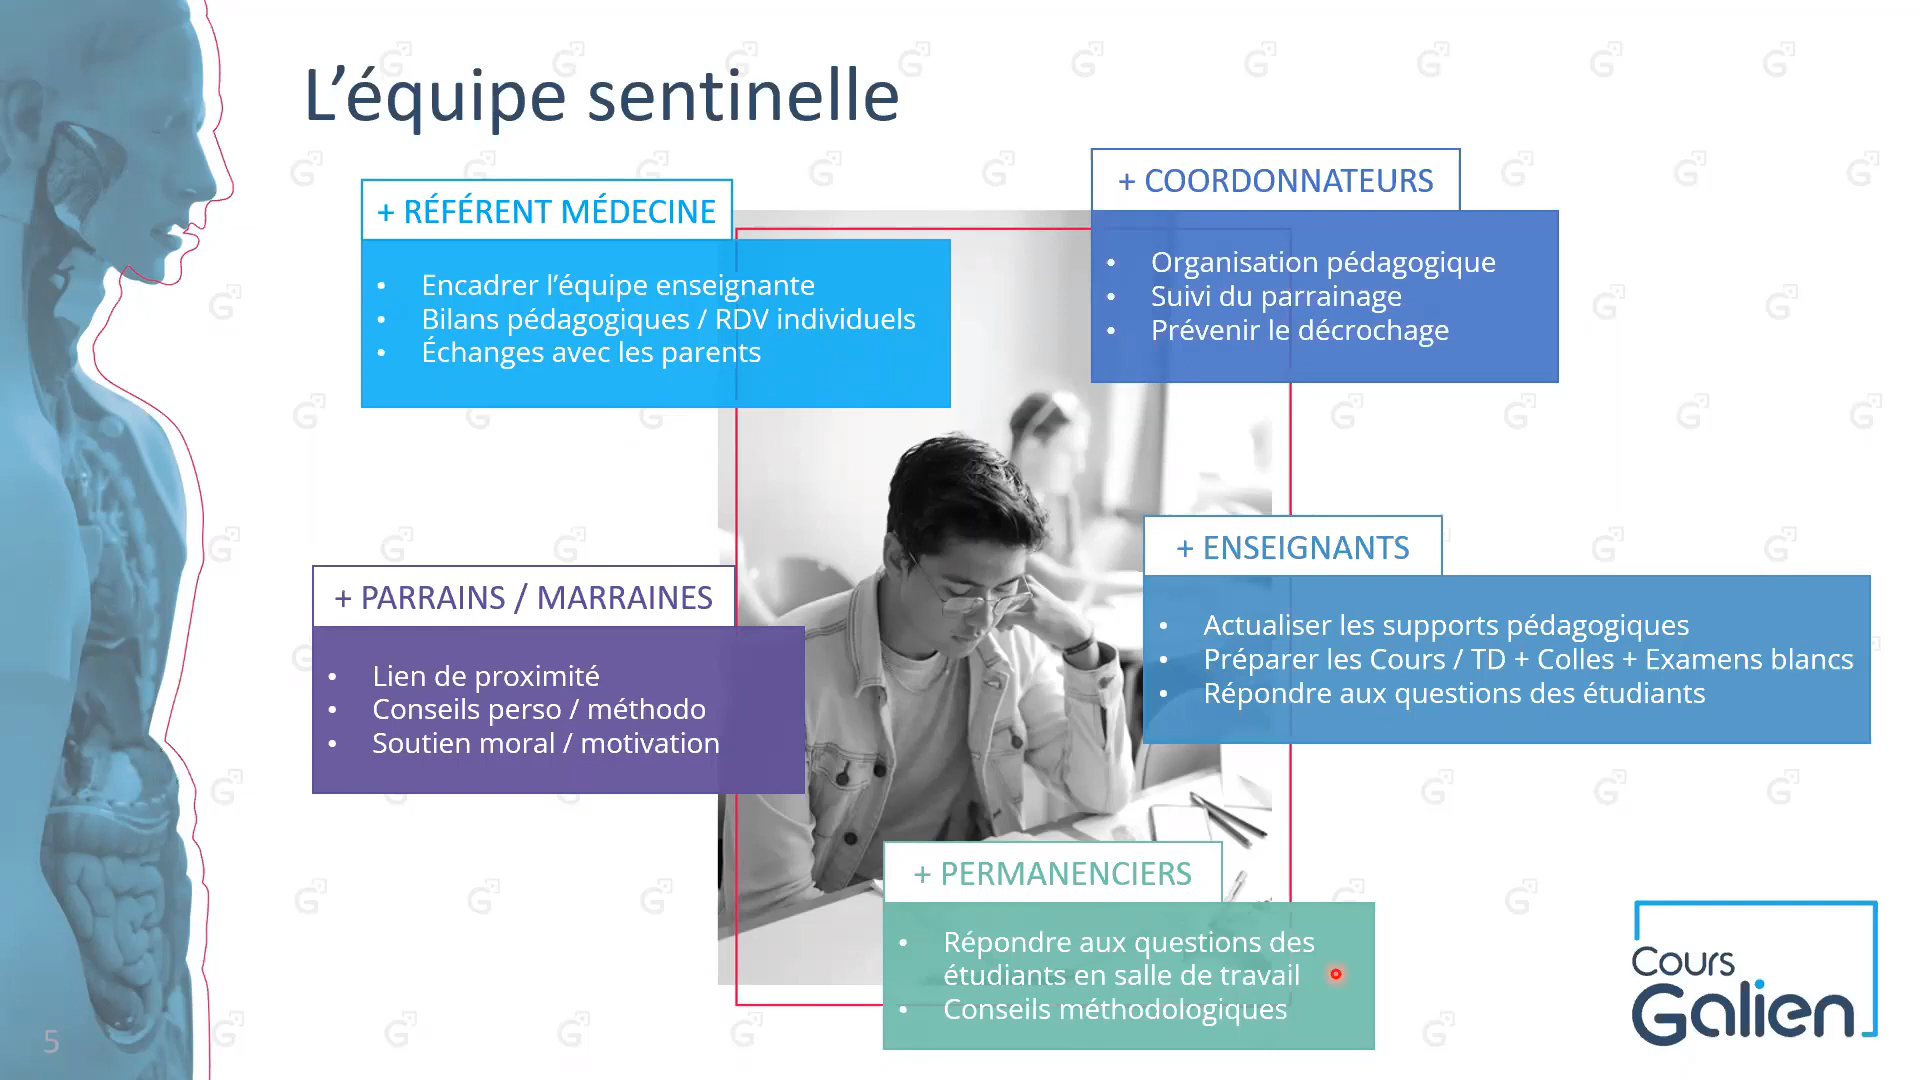 L’équipe sentinelle
+ RÉFÉRENT MÉDECINE
• Encadrer l’équipe enseignante
• Bilans pédagogiques / RDV individuels
• Échanges avec les parents
+ COORDONNATEURS
• Organisation pédagogique
• Suivi du parrainage
• Prévenir le décrochage
+ PARRAINS / MARRAINES
• Lien de proximité
• Conseils perso / méthodo
• Soutien moral / motivation
+ ENSEIGNANTS
• Actualiser les supports pédagogiques
• Préparer les Cours / TD + Colles + Examens blancs
• Répondre aux questions des étudiants
+ PERMANENCIERS
• Répondre aux questions des
étudiants en salle de travail
• Conseils méthodologiques
Cours
Galien
5